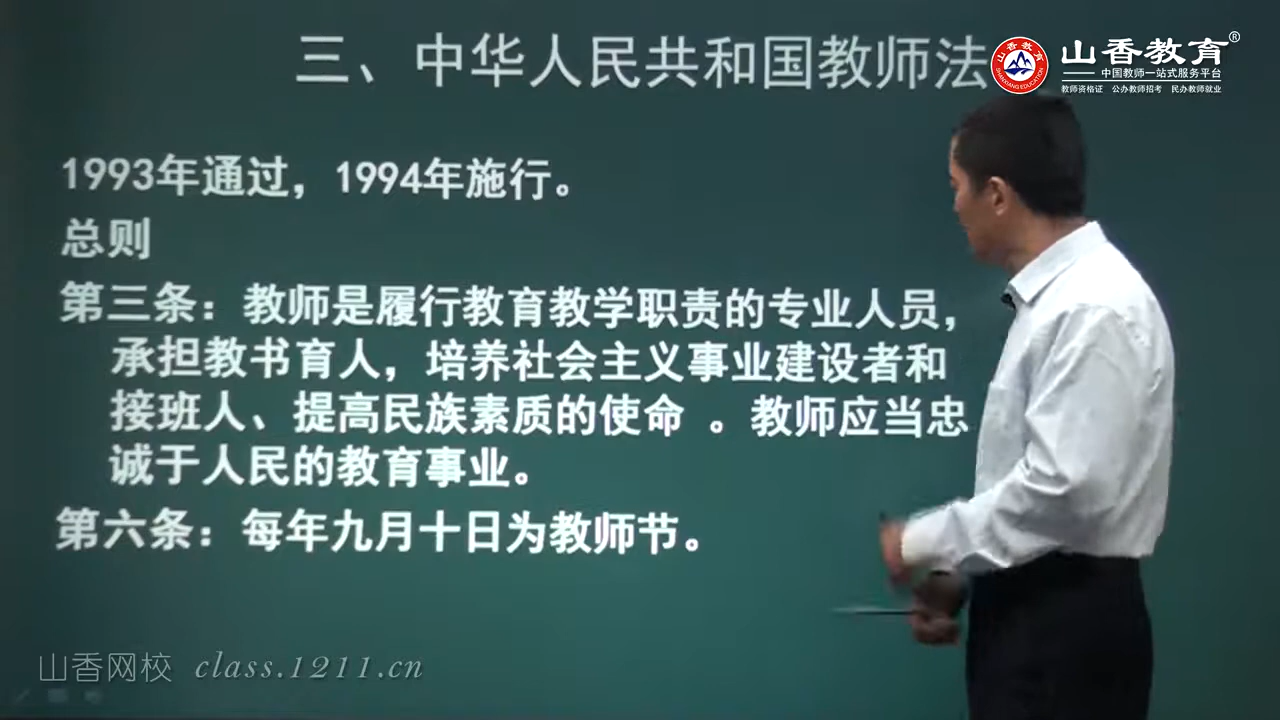 三、中华人民共和国教师法
山香教育®
中国教师一站式服务平台
教师资格证 公办教师招考 民办教师就业
山香教育
SHANXIANG EDUCATION
1993年通过，1994年施行。
总则
第三条：教师是履行教育教学职责的专业人员，
承担教书育人，培养社会主义事业建设者和
接班人、提高民族素质的使命 。教师应当忠
诚于人民的教育事业。
第六条：每年九月十日为教师节。
山香网校 class.1211.cn